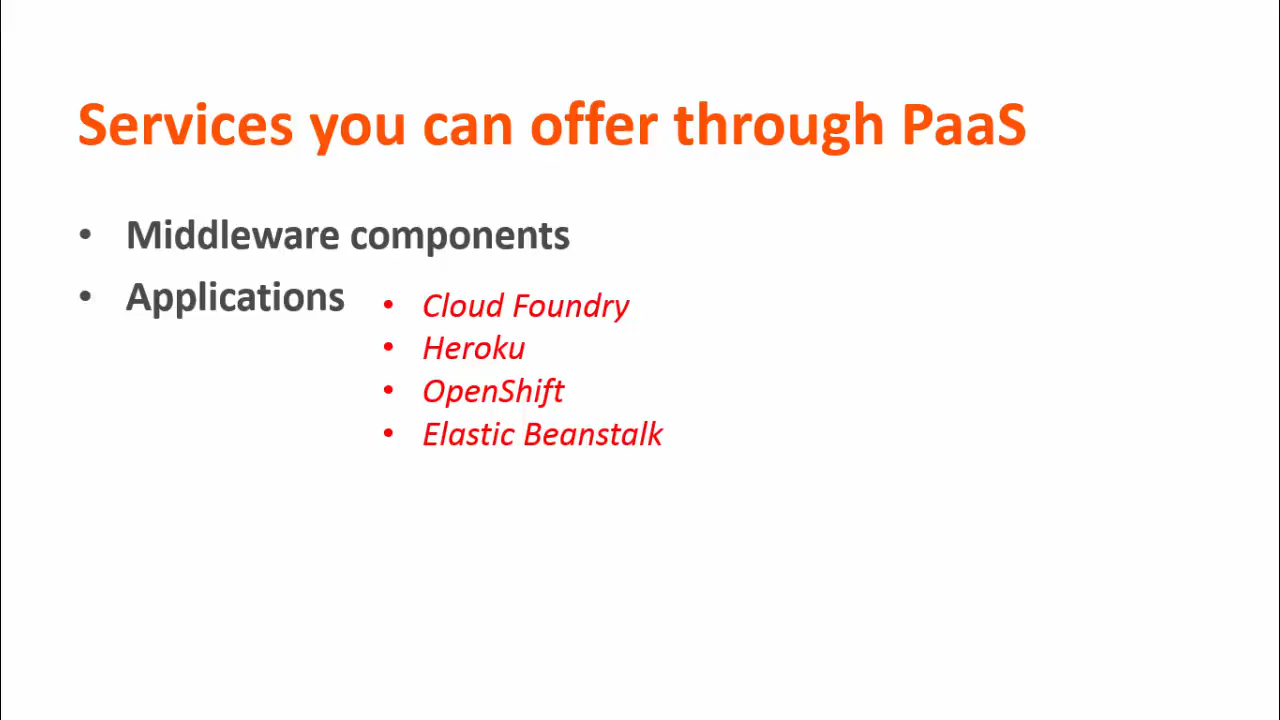 Services you can offer through PaaS
• Middleware components
• Applications
• Cloud Foundry
• Heroku
• OpenShift
• Elastic Beanstalk